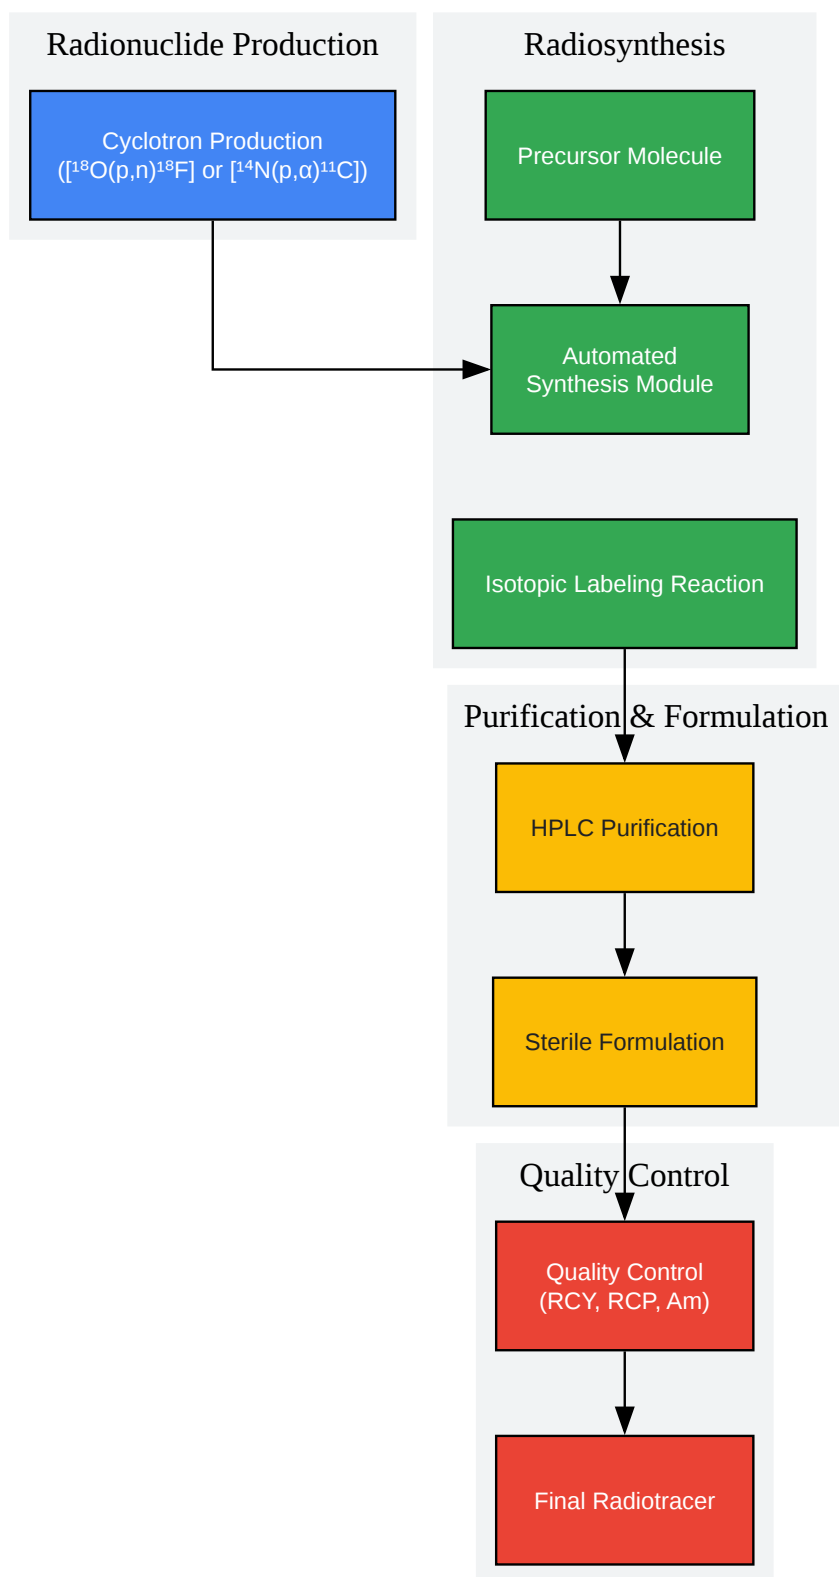 Radionuclide Production
Cyclotron Production
([¹⁸O(p,n)¹⁸F] or [¹⁴N(p,α)¹¹C])
Radiosynthesis
Precursor Molecule
Automated
Synthesis Module
Isotopic Labeling Reaction
Purification & Formulation
HPLC Purification
Sterile Formulation
Quality Control
Quality Control
(RCY, RCP, Am)
Final Radiotracer